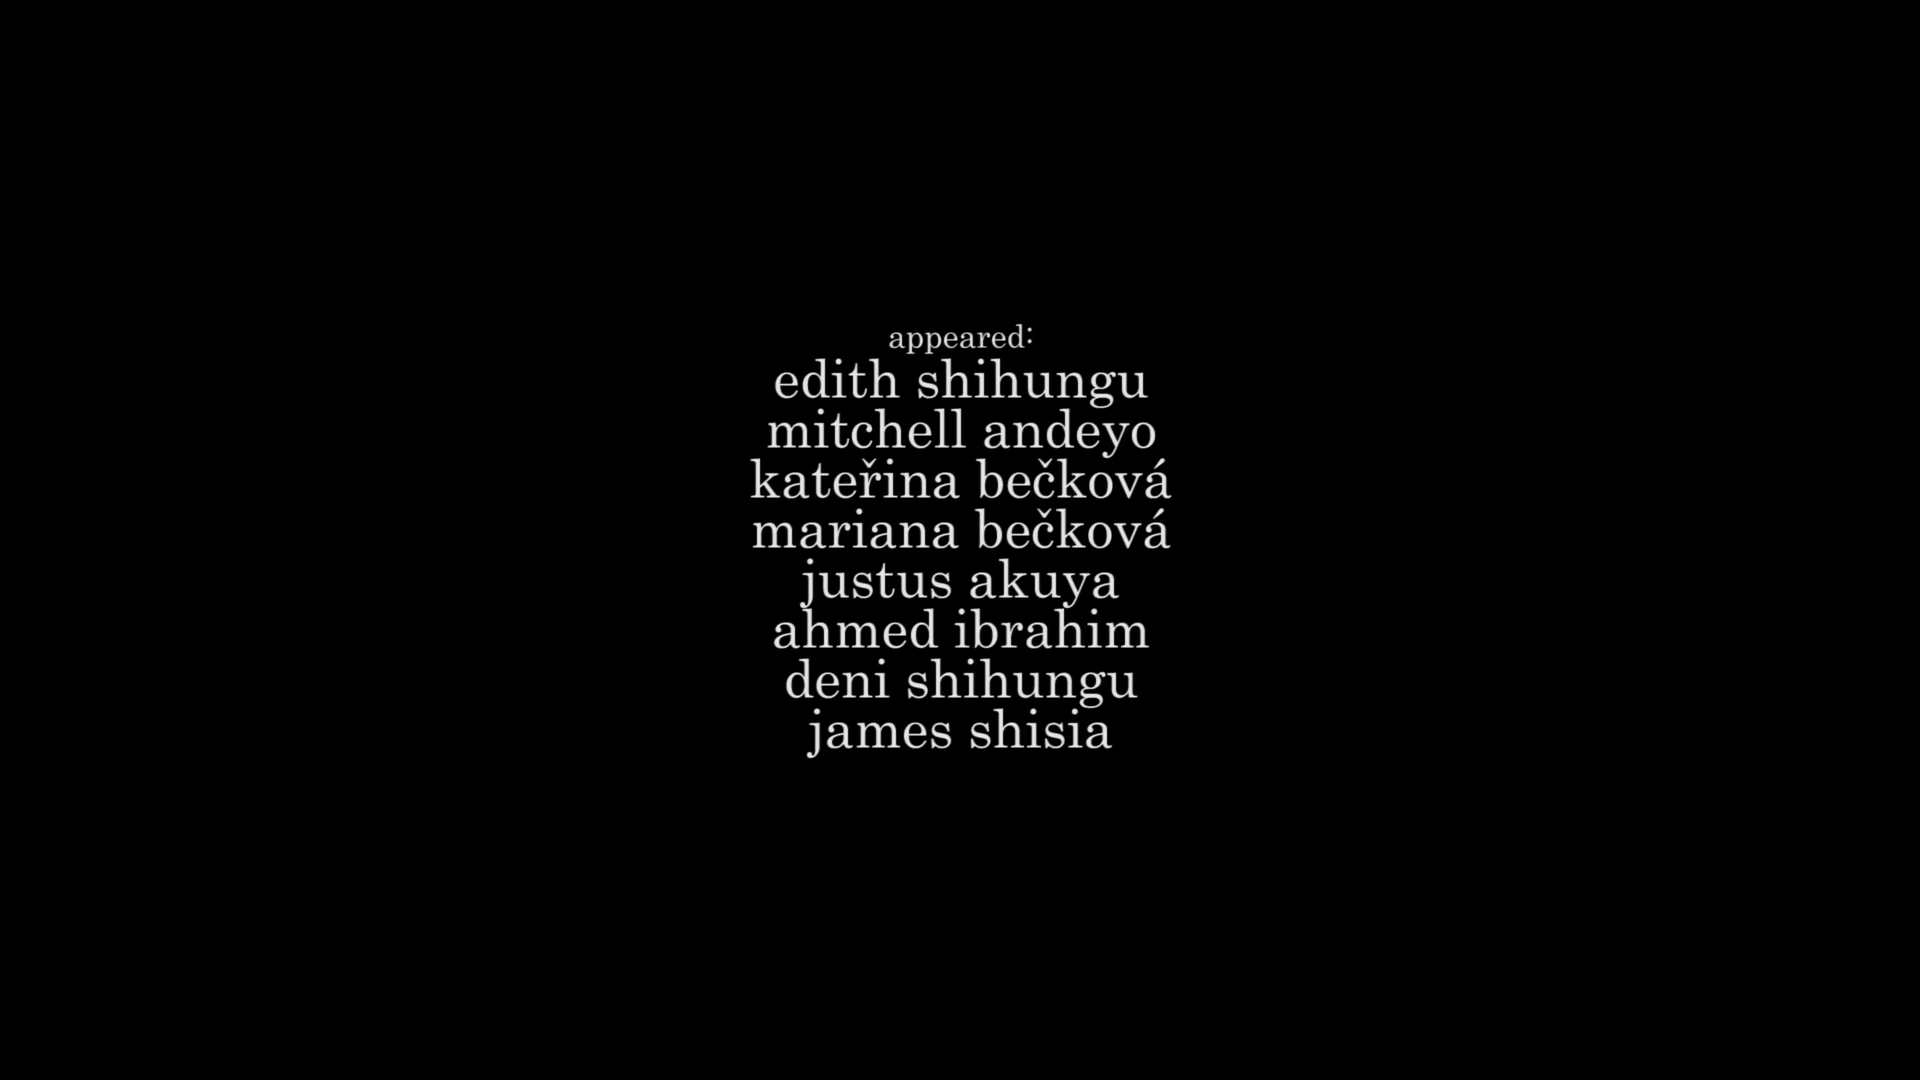 appeared:
edith shihungu
mitchell andeyo
kateřina bečková
mariana bečková
justus akuya
ahmed ibrahim
deni shihungu
james shisia